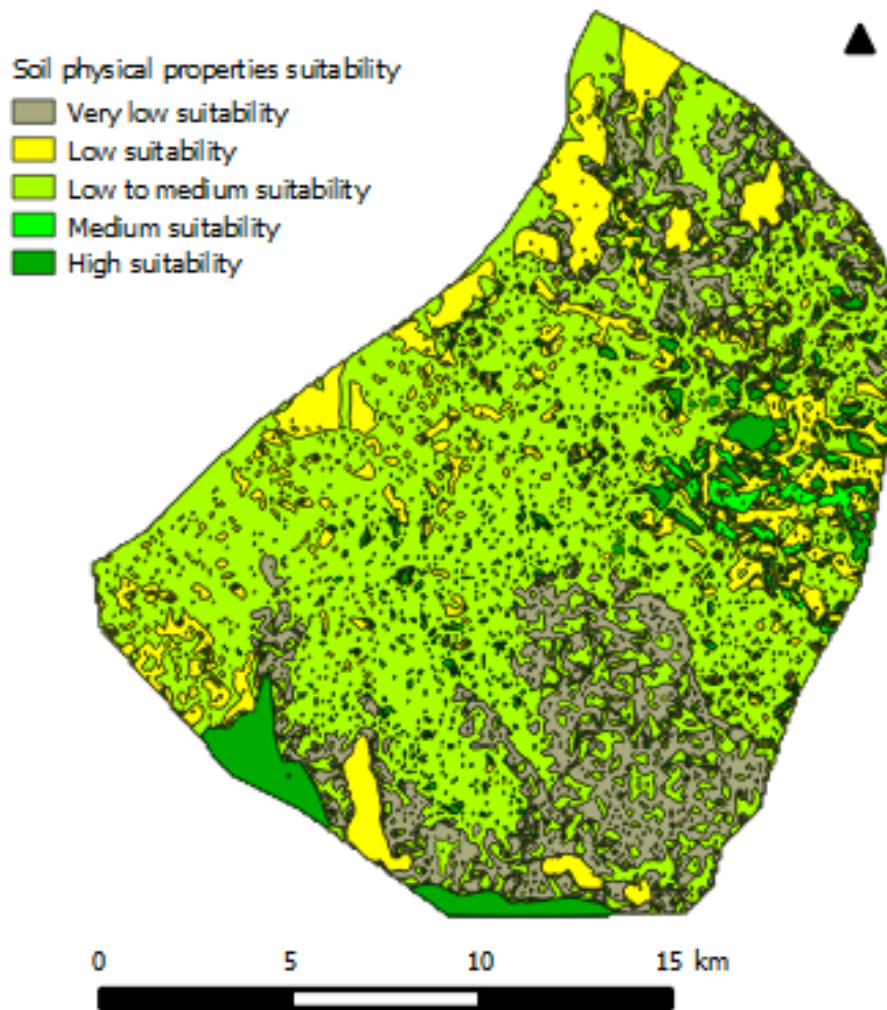 Soil physical properties suitability
Very low suitability
Low suitability
Low to medium suitability
Medium suitability
High suitability
0 5 10 15 km